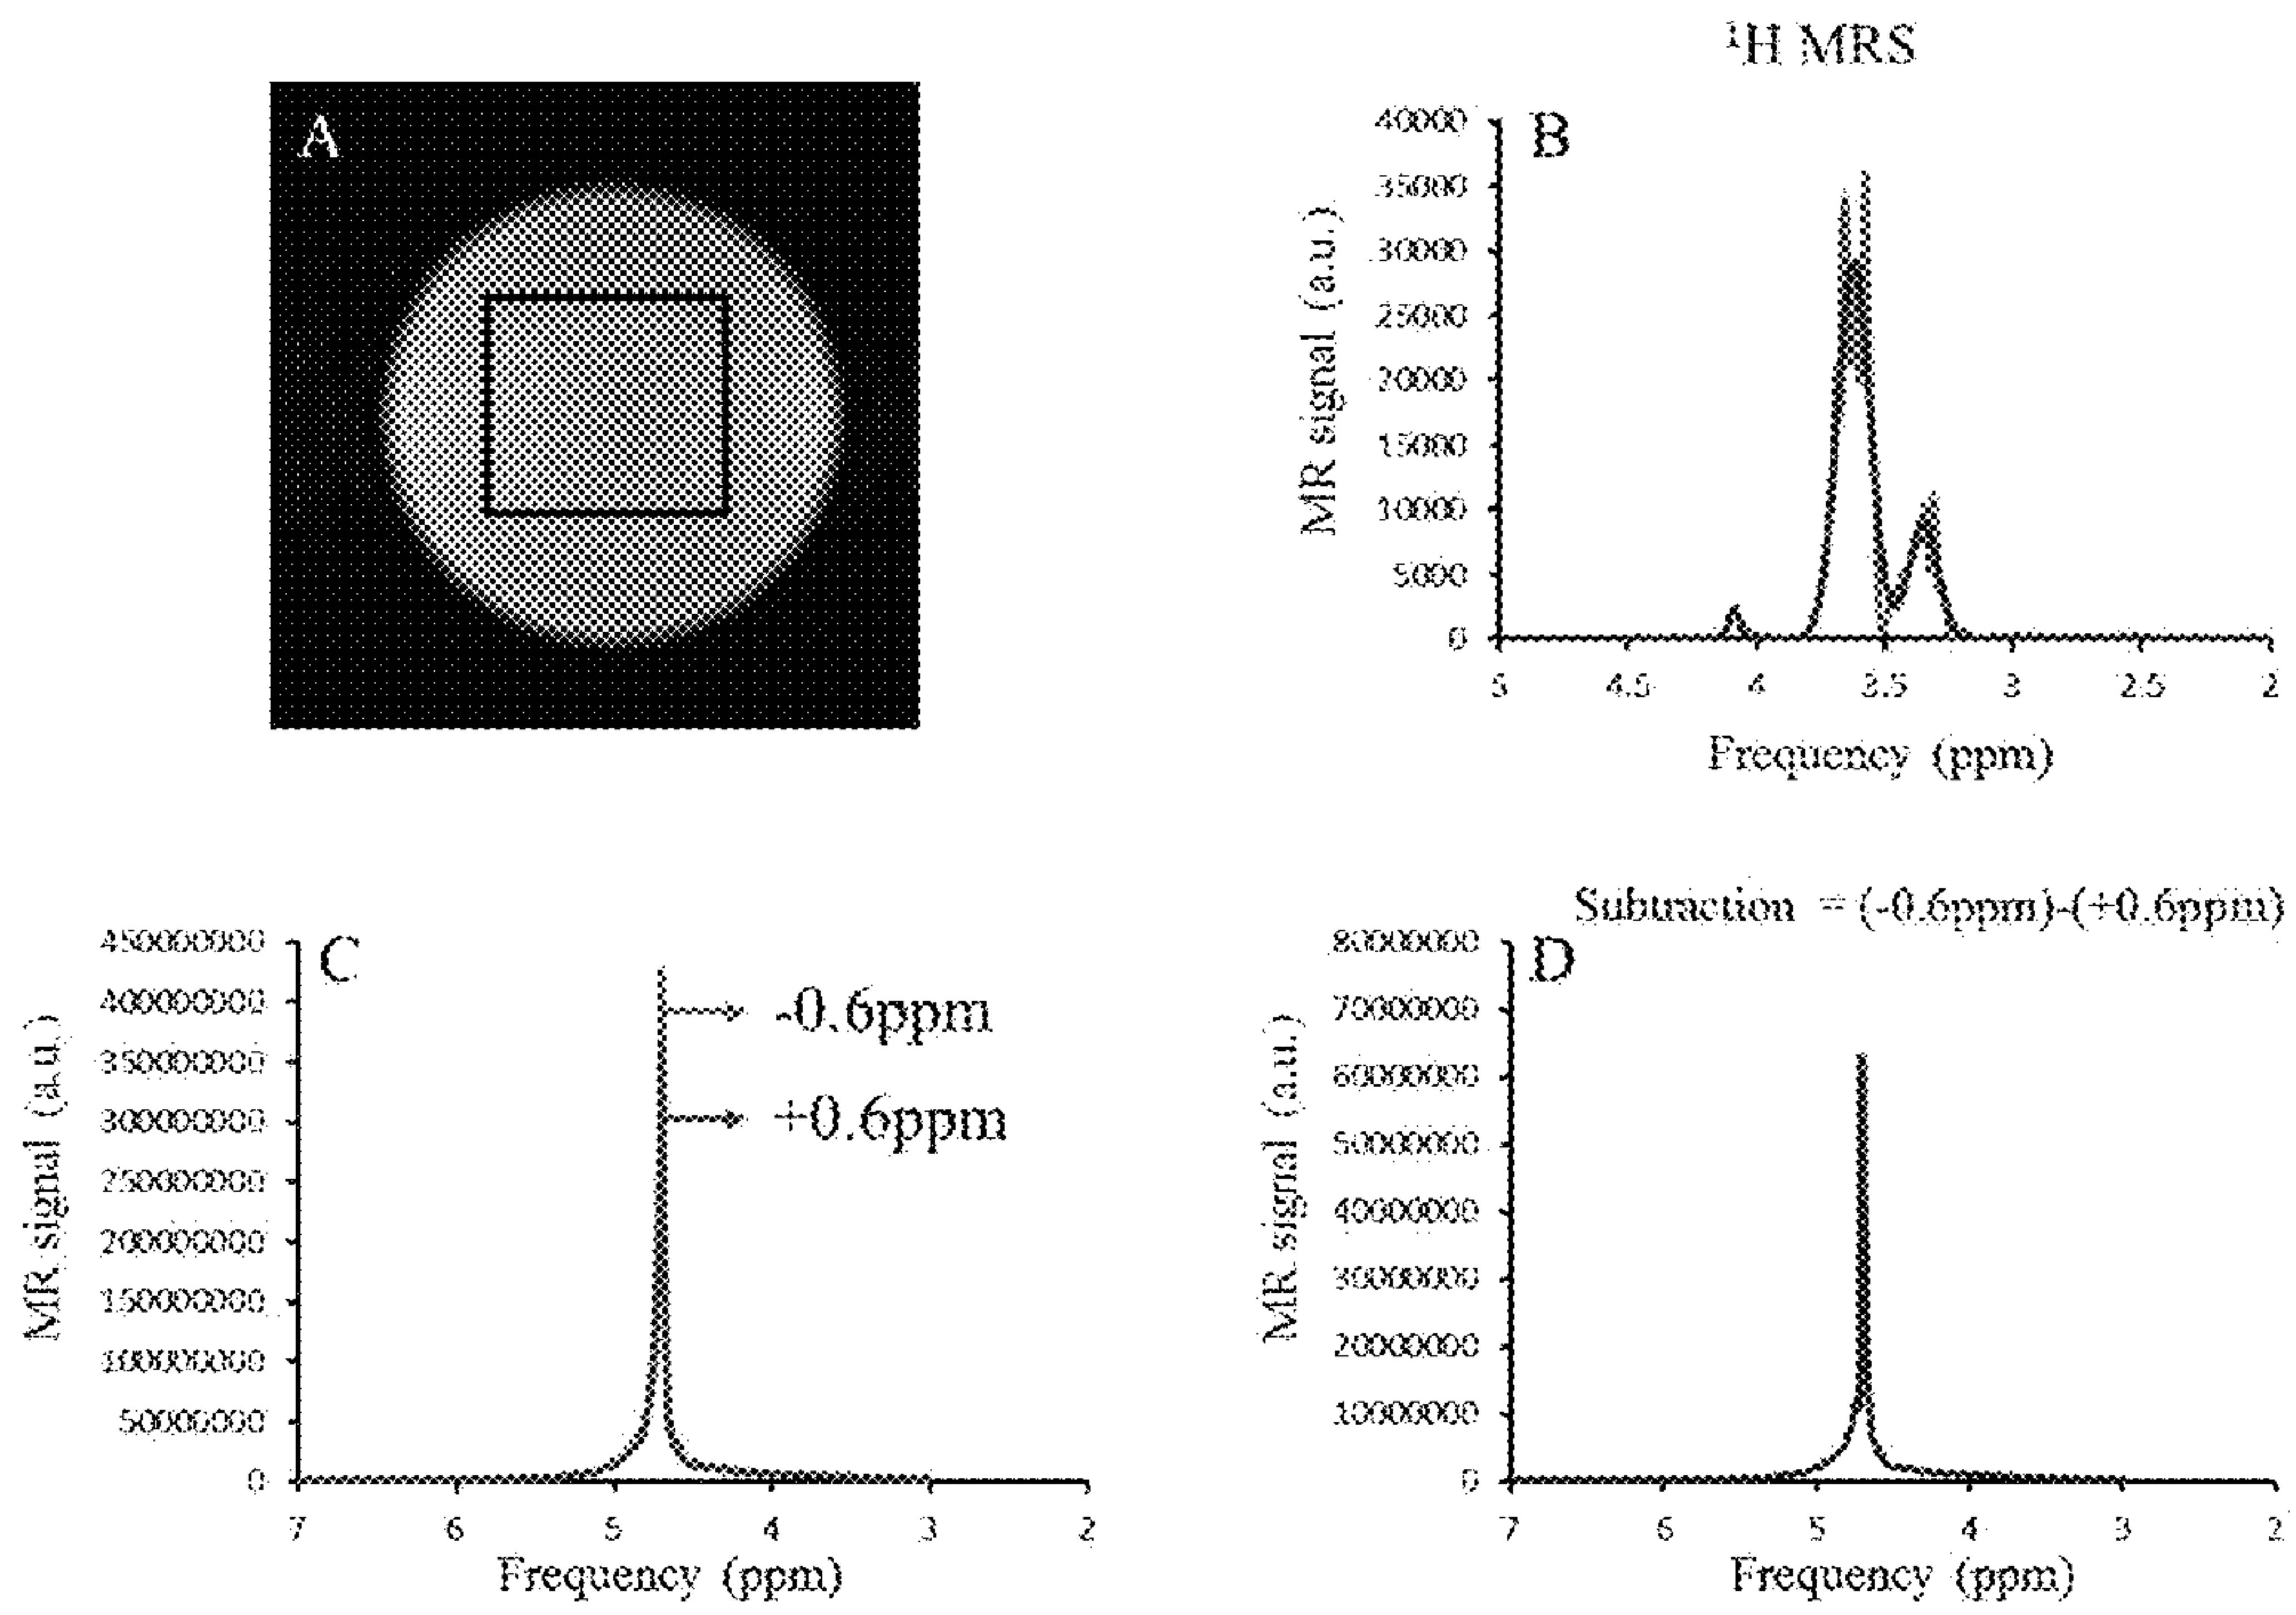 A
¹H MRS
B
MR signal (a.u.)
40000
35000
30000
25000
20000
15000
10000
5000
0
5 4.5 4 3.5 3 2.5 2
Frequency (ppm)
C
MR signal (a.u.)
450000000
400000000
350000000
300000000
250000000
200000000
150000000
100000000
50000000
0
-0.6ppm
+0.6ppm
7 6 5 4 3 2
Frequency (ppm)
Subtraction = (-0.6ppm)-(+0.6ppm)
D
MR signal (a.u.)
80000000
70000000
60000000
50000000
40000000
30000000
20000000
10000000
0
7 6 5 4 3 2
Frequency (ppm)